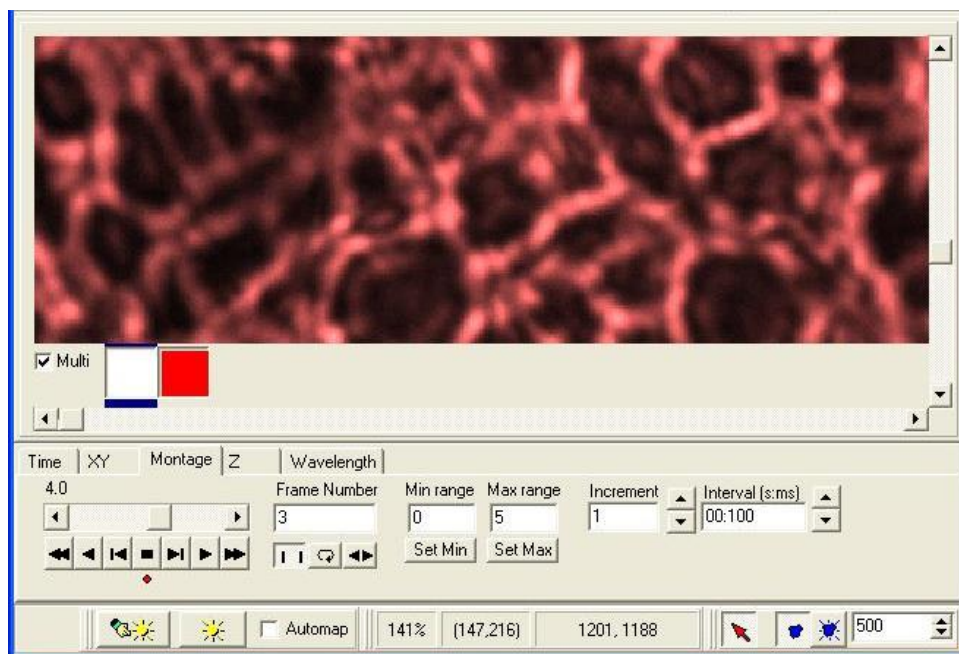 Multi
Time XY Montage Z Wavelength
4.0 Frame Number Min range Max range Increment Interval (s:ms)
3 0 5 1 00:100
Set Min Set Max
Automap 141% (147,216) 1201, 1188 500